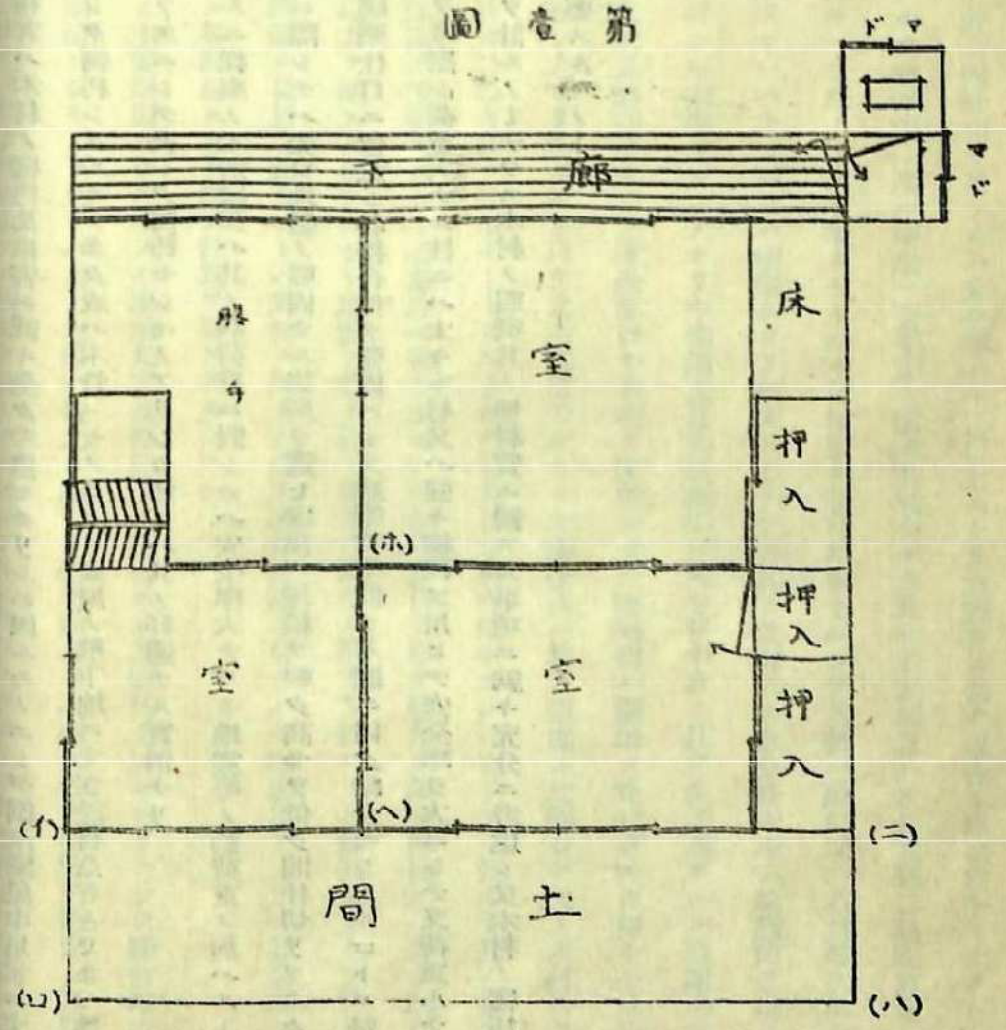 第壹圖
マド
マド
廊下
床
室
勝手
押入
(ホ)
押入
室
室
押入
(イ)
(ヘ)
(ニ)
土間
(ロ)
(ハ)